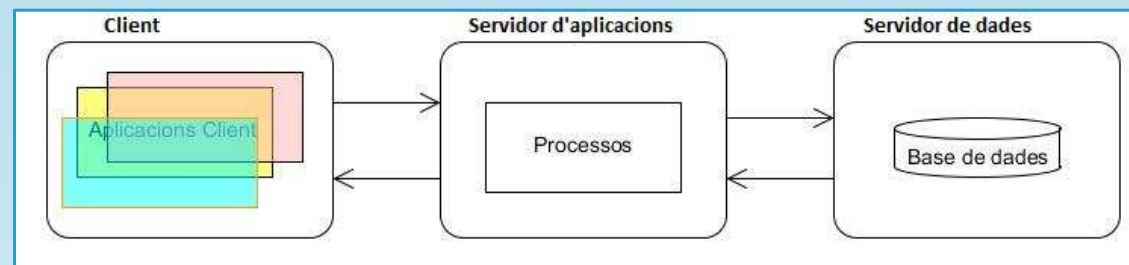 Client
Servidor d'aplicacions
Servidor de dades
Aplicacions Client
Processos
Base de dades